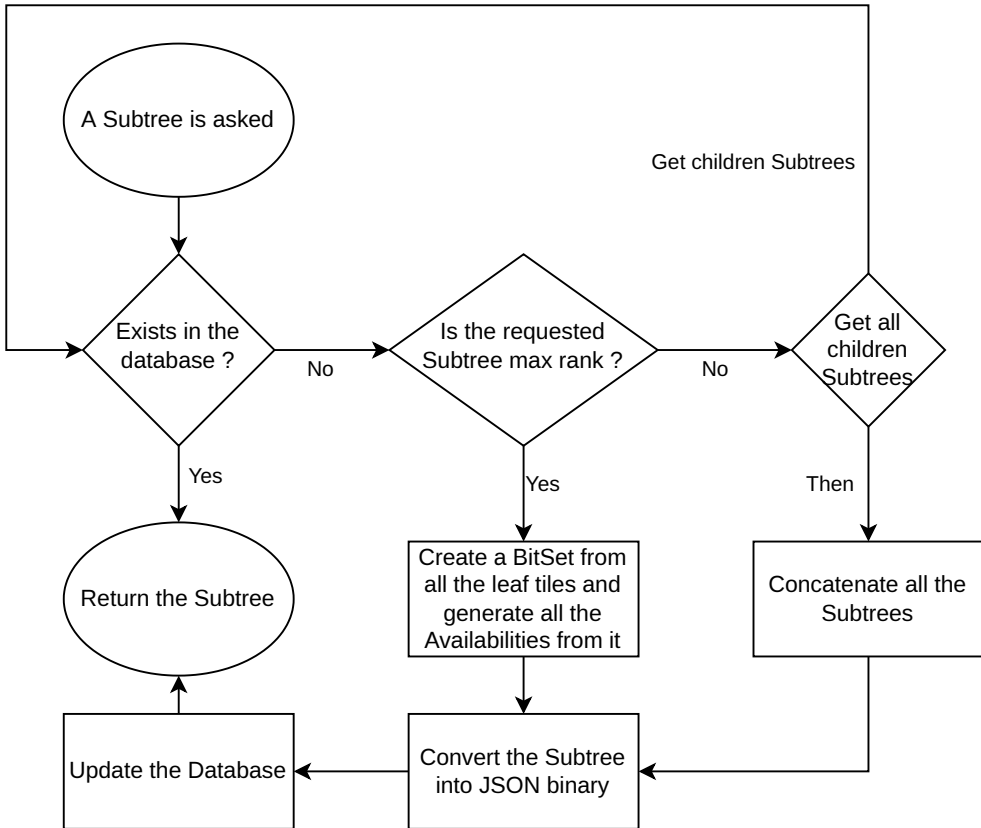 A Subtree is asked
Get children Subtrees
Exists in the
database ?
No
Is the requested
Subtree max rank ?
No
Get all
children
Subtrees
Yes
Yes
Then
Return the Subtree
Create a BitSet from
all the leaf tiles and
generate all the
Availabilities from it
Concatenate all the
Subtrees
Update the Database
Convert the Subtree
into JSON binary